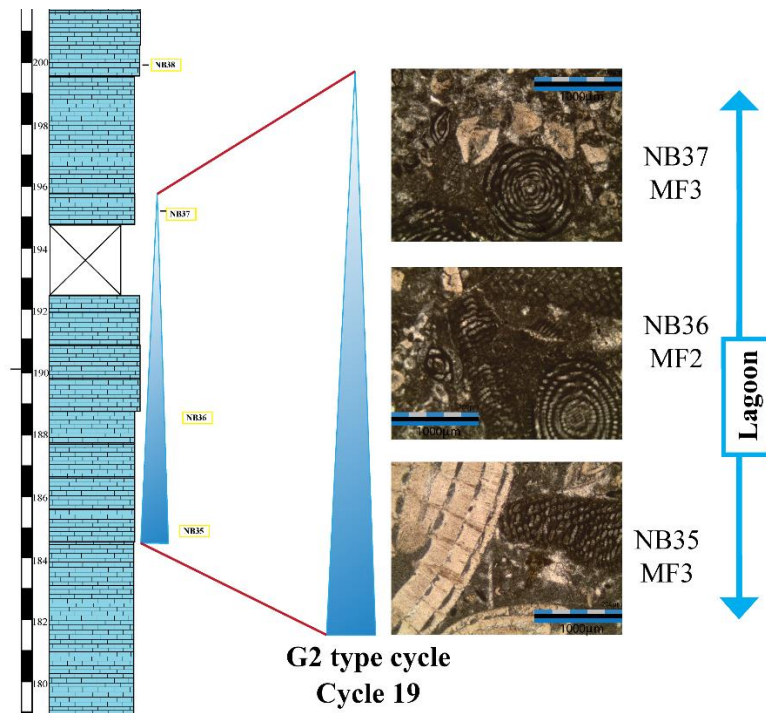 200
NB38
198
196
NB37
194
192
190
188
NB36
186
NB35
184
182
180
1000µm
NB37
MF3
1000µm
NB36
MF2
1000µm
NB35
MF3
Lagoon
G2 type cycle
Cycle 19